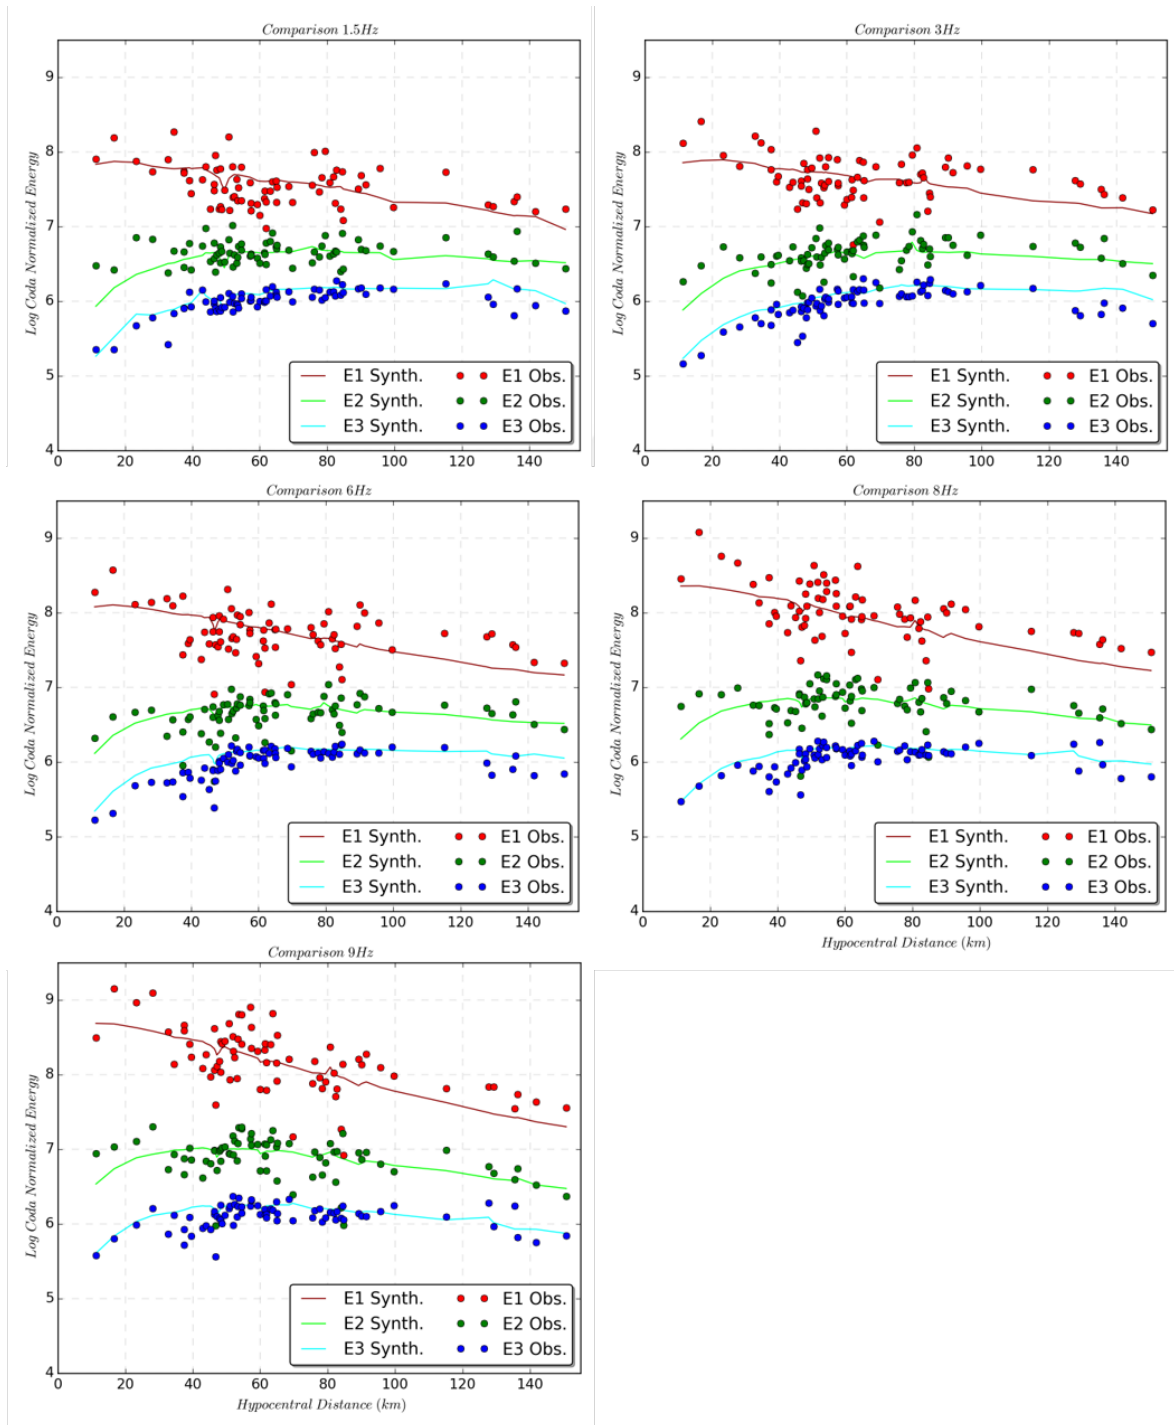 Comparison 1.5Hz
Log Coda Normalized Energy
9
8
7
6
5
4
0 20 40 60 80 100 120 140
E1 Synth. E1 Obs.
E2 Synth. E2 Obs.
E3 Synth. E3 Obs.
Comparison 3Hz
Log Coda Normalized Energy
9
8
7
6
5
4
0 20 40 60 80 100 120 140
E1 Synth. E1 Obs.
E2 Synth. E2 Obs.
E3 Synth. E3 Obs.
Comparison 6Hz
Log Coda Normalized Energy
9
8
7
6
5
4
0 20 40 60 80 100 120 140
E1 Synth. E1 Obs.
E2 Synth. E2 Obs.
E3 Synth. E3 Obs.
Comparison 8Hz
Log Coda Normalized Energy
9
8
7
6
5
4
0 20 40 60 80 100 120 140
Hypocentral Distance (km)
E1 Synth. E1 Obs.
E2 Synth. E2 Obs.
E3 Synth. E3 Obs.
Comparison 9Hz
Log Coda Normalized Energy
9
8
7
6
5
4
0 20 40 60 80 100 120 140
Hypocentral Distance (km)
E1 Synth. E1 Obs.
E2 Synth. E2 Obs.
E3 Synth. E3 Obs.